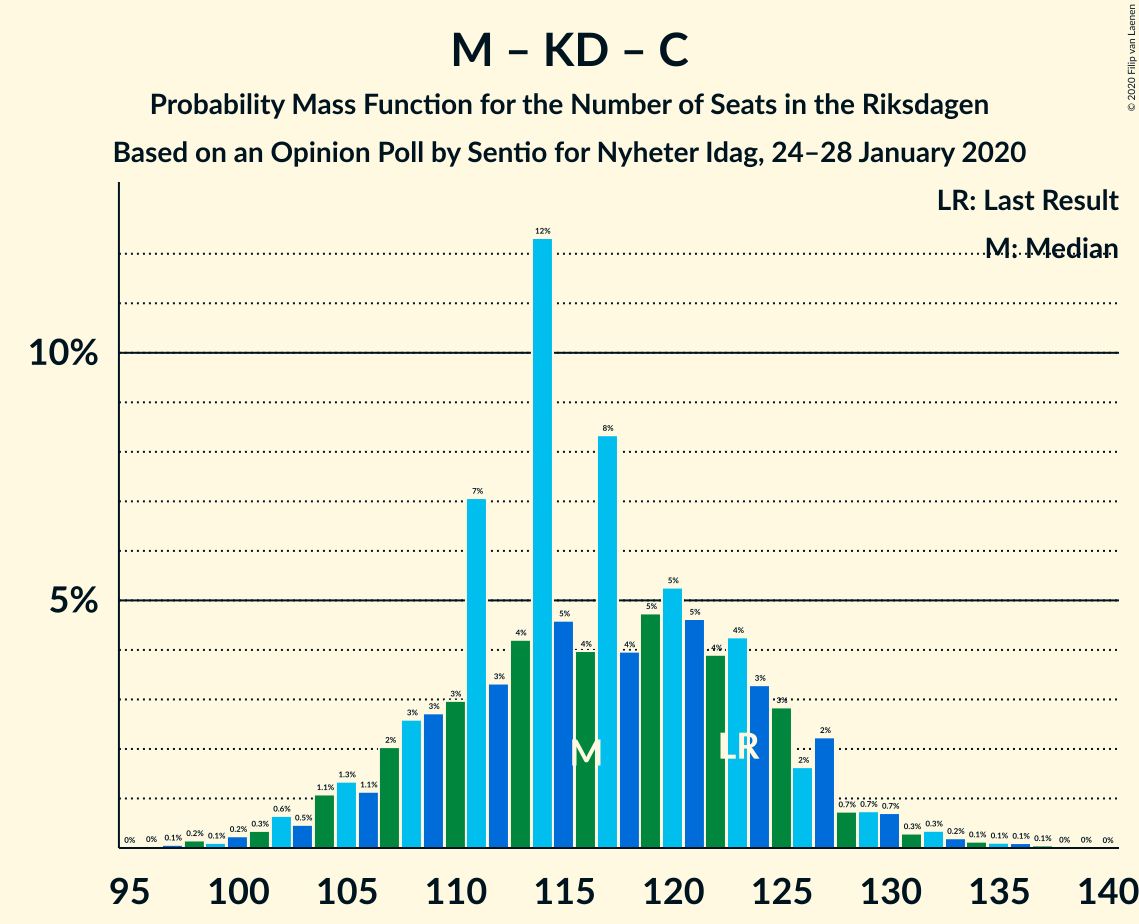 M – KD – C
Probability Mass Function for the Number of Seats in the Riksdagen
Based on an Opinion Poll by Sentio for Nyheter Idag, 24–28 January 2020
© 2020 Filip van Laenen
LR: Last Result
M: Median
10%
5%
0% 0% 0.1% 0.2% 0.1% 0.2% 0.3% 0.6% 0.5% 1.1% 1.3% 1.1% 2% 3% 3% 3% 7% 3% 4% 12% 5% 4% 8% 4% 5% 5% 5% 4% 4% 3% 3% 2% 2% 0.7% 0.7% 0.7% 0.3% 0.3% 0.2% 0.1% 0.1% 0.1% 0.1% 0% 0% 0%
M LR
95 100 105 110 115 120 125 130 135 140